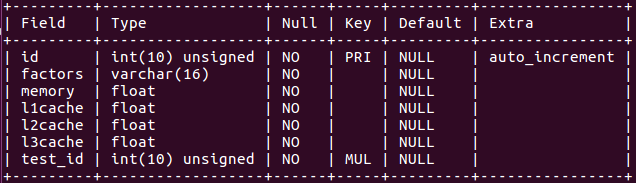 +----------+------------------+------+-----+---------+----------------+
| Field    | Type             | Null | Key | Default | Extra          |
+----------+------------------+------+-----+---------+----------------+
| id       | int(10) unsigned | NO   | PRI | NULL    | auto_increment |
| factors  | varchar(16)      | NO   |     | NULL    |                |
| memory   | float            | NO   |     | NULL    |                |
| l1cache  | float            | NO   |     | NULL    |                |
| l2cache  | float            | NO   |     | NULL    |                |
| l3cache  | float            | NO   |     | NULL    |                |
| test_id  | int(10) unsigned | NO   | MUL | NULL    |                |
+----------+------------------+------+-----+---------+----------------+